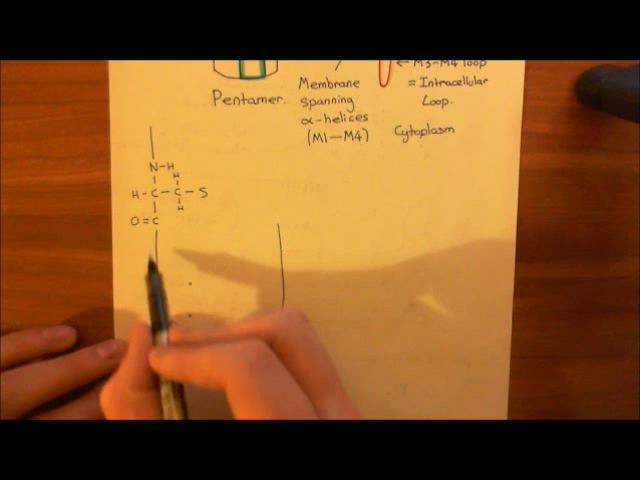 Pentamer.
Membrane
spanning
α-helices
(M1—M4)
← M3-M4 loop
= Intracellular
Loop.
Cytoplasm
N-H
H
H-C-C-S
H
O=C